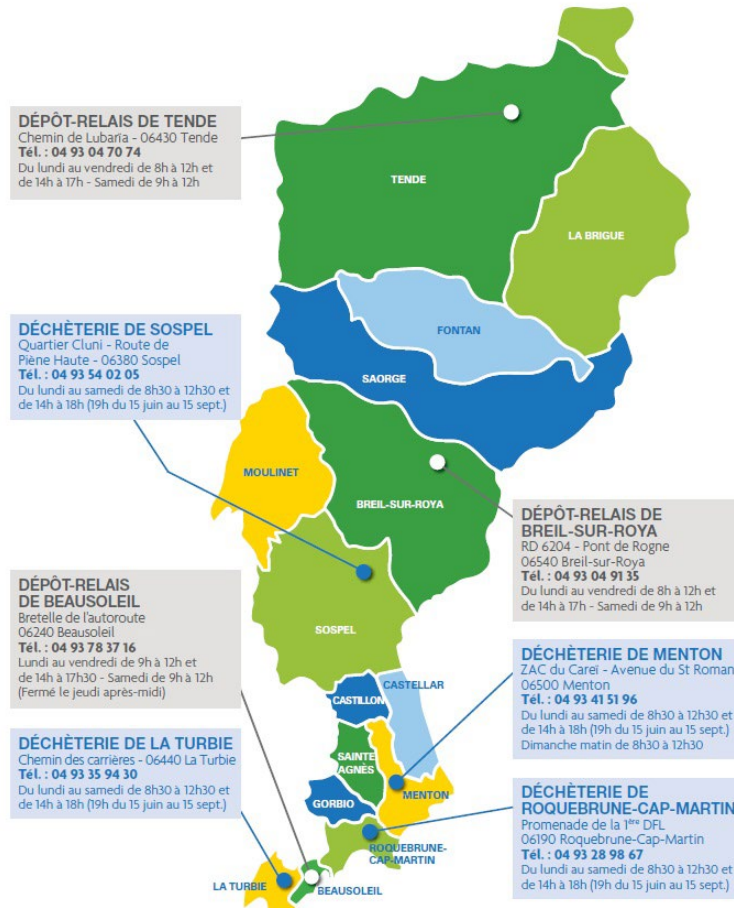 DÉPÔT-RELAIS DE TENDE
Chemin de Lubaria - 06430 Tende
Tél. : 04 93 04 70 74
Du lundi au vendredi de 8h à 12h et
de 14h à 17h - Samedi de 9h à 12h
TENDE
LA BRIGUE
DÉCHÈTERIE DE SOSPEL
Quartier Cluni - Route de
Piène Haute - 06380 Sospel
Tél. : 04 93 54 02 05
Du lundi au samedi de 8h30 à 12h30 et
de 14h à 18h (19h du 15 juin au 15 sept.)
FONTAN
SAORGE
MOULINET
BREIL-SUR-ROYA
DÉPÔT-RELAIS DE
BREIL-SUR-ROYA
RD 6204 - Pont de Rogne
06540 Breil-sur-Roya
Tél. : 04 93 04 91 35
Du lundi au vendredi de 8h à 12h et
de 14h à 17h - Samedi de 9h à 12h
DÉPÔT-RELAIS
DE BEAUSOLEIL
Bretelle de l'autoroute
06240 Beausoleil
Tél. : 04 93 78 37 16
Lundi au vendredi de 9h à 12h et
de 14h à 17h30 - Samedi de 9h à 12h
(Fermé le jeudi après-midi)
SOSPEL
CASTELLAR
CASTILLON
DÉCHÈTERIE DE MENTON
ZAC du Careï - Avenue du St Roman
06500 Menton
Tél. : 04 93 41 51 96
Du lundi au samedi de 8h30 à 12h30 et
de 14h à 18h (19h du 15 juin au 15 sept.)
Dimanche matin de 8h30 à 12h30
DÉCHÈTERIE DE LA TURBIE
Chemin des carrières - 06440 La Turbie
Tél. : 04 93 35 94 30
Du lundi au samedi de 8h30 à 12h30 et
de 14h à 18h (19h du 15 juin au 15 sept.)
SAINTE
AGNÈS
GORBIO
MENTON
DÉCHÈTERIE DE
ROQUEBRUNE-CAP-MARTIN
Promenade de la 1ère DFL
06190 Roquebrune-Cap-Martin
Tél. : 04 93 28 98 67
Du lundi au samedi de 8h30 à 12h30 et
de 14h à 18h (19h du 15 juin au 15 sept.)
ROQUEBRUNE-
CAP-MARTIN
LA TURBIE
BEAUSOLEIL